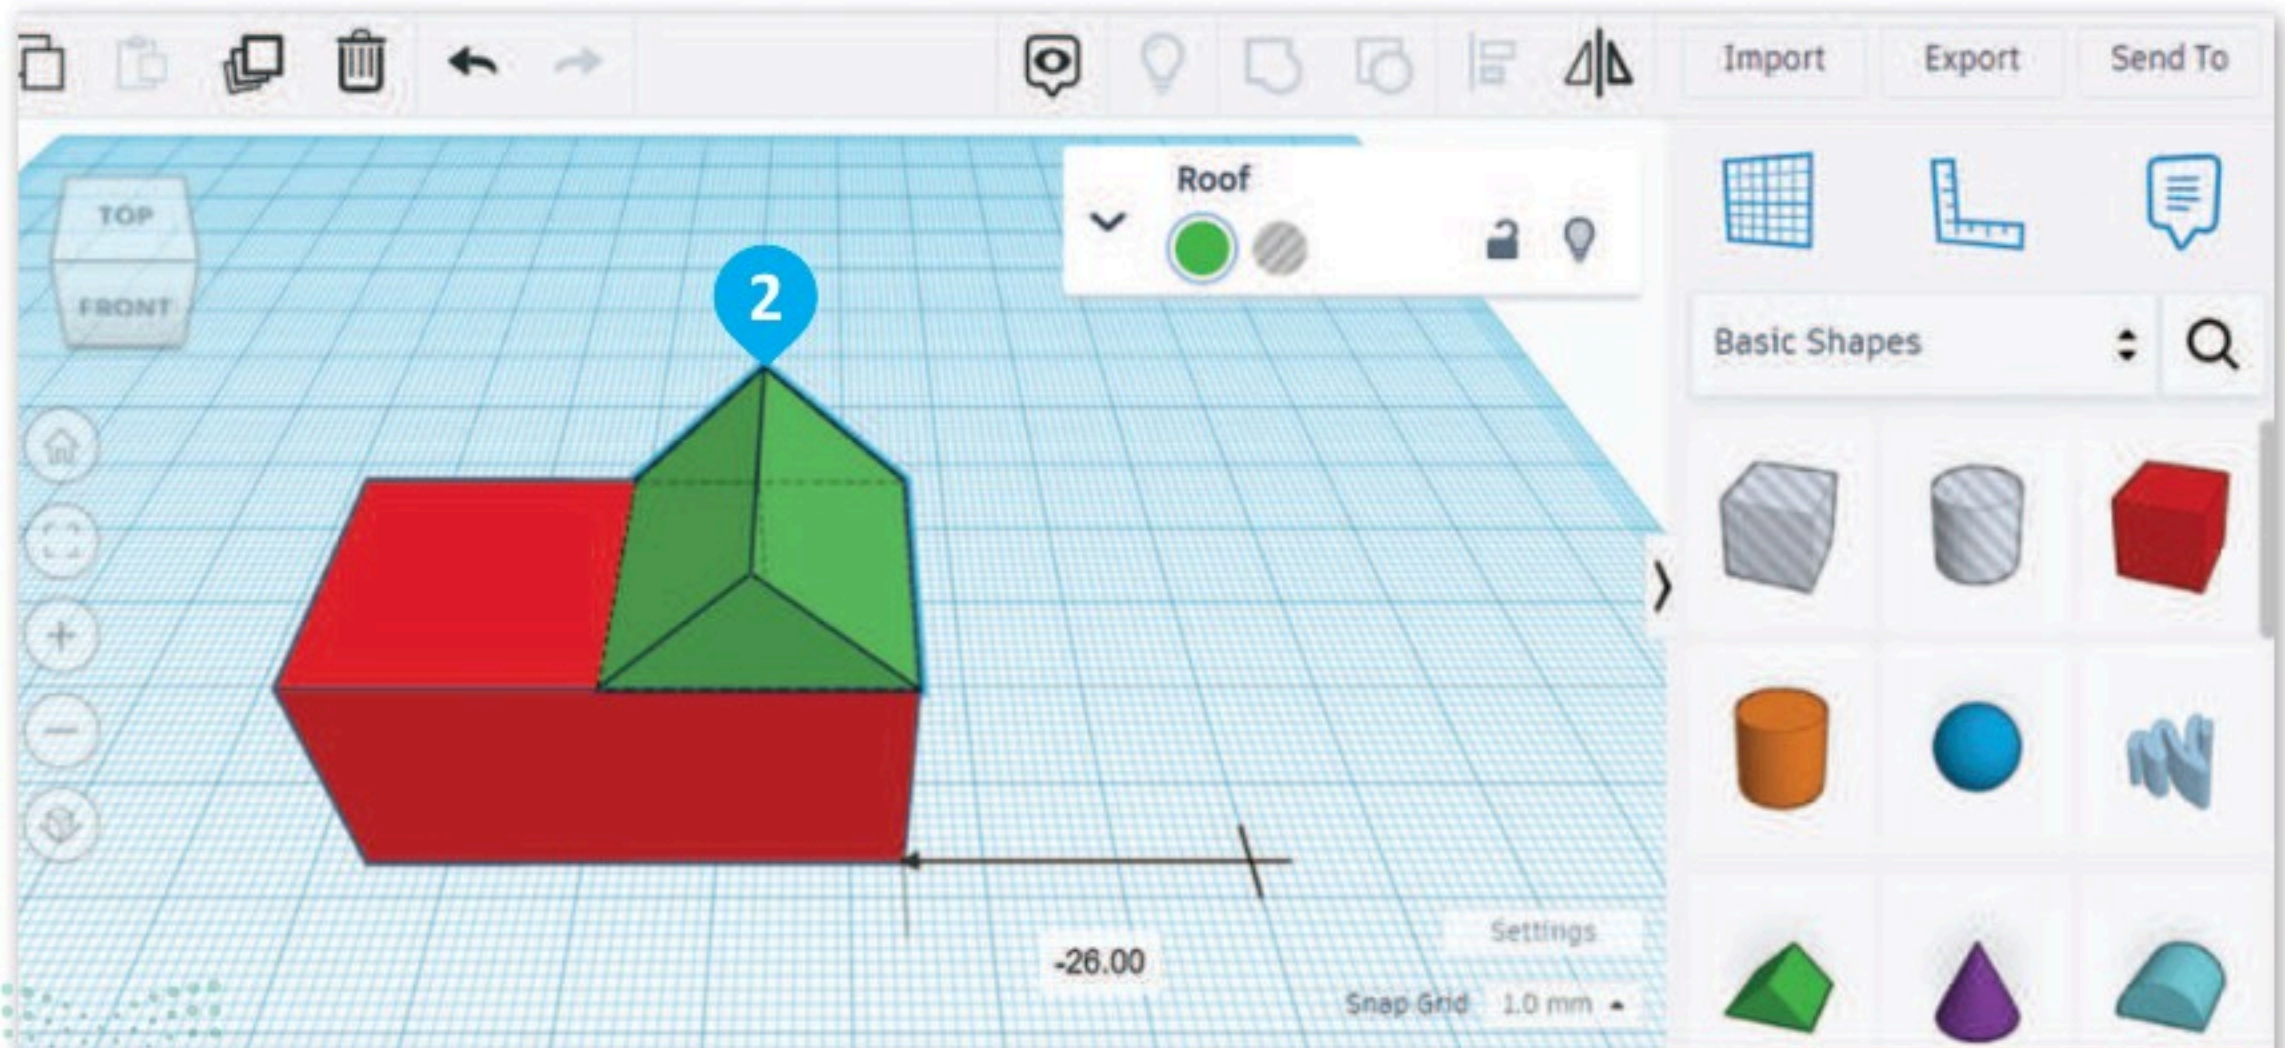 Import
Export
Send To
TOP
FRONT
Roof
2
Basic Shapes
-26.00
Settings
Snap Grid 1.0 mm